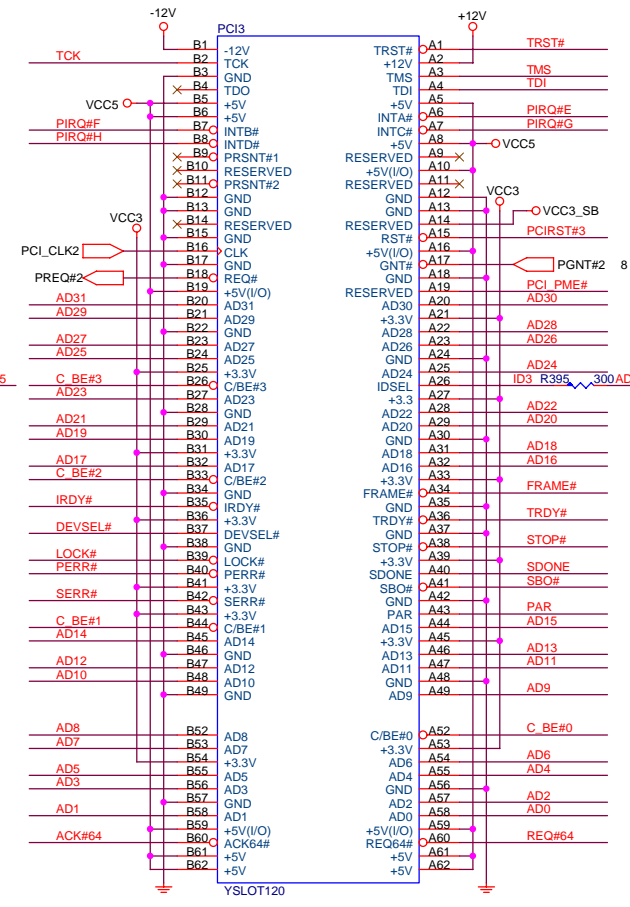 -12V +12V
PCI3
B1 -12V TRST# A1 TRST#
TCK B2 TCK +12V A2
B3 GND TMS A3 TMS
B4 TDO TDI A4 TDI
VCC5 B5 +5V +5V A5
B6 +5V INTA# A6 PIRQ#E
PIRQ#F B7 INTB# INTC# A7 PIRQ#G
PIRQ#H B8 INTD# +5V A8 VCC5
B9 PRSNT#1 RESERVED A9
B10 RESERVED +5V(I/O) A10
B11 PRSNT#2 RESERVED A11
B12 GND GND A12 VCC3
B13 GND GND A13
VCC3 B14 RESERVED RESERVED A14 VCC3_SB
B15 GND RST# A15 PCIRST#3
PCI_CLK2 B16 CLK +5V(I/O) A16
B17 GND GNT# A17 PGNT#2 8
PREQ#2 B18 REQ# GND A18
B19 +5V(I/O) RESERVED A19 PCI_PME#
AD31 B20 AD31 AD30 A20 AD30
AD29 B21 AD29 +3.3V A21
B22 GND AD28 A22 AD28
AD27 B23 AD27 AD26 A23 AD26
AD25 B24 AD25 GND A24
B25 +3.3V AD24 A25 AD24
5 C_BE#3 B26 C/BE#3 IDSEL A26 ID3 R395 300 AD
AD23 B27 AD23 +3.3 A27
B28 GND AD22 A28 AD22
AD21 B29 AD21 AD20 A29 AD20
AD19 B30 AD19 GND A30
B31 +3.3V AD18 A31 AD18
AD17 B32 AD17 AD16 A32 AD16
C_BE#2 B33 C/BE#2 +3.3V A33
B34 GND FRAME# A34 FRAME#
IRDY# B35 IRDY# GND A35
B36 +3.3V TRDY# A36 TRDY#
DEVSEL# B37 DEVSEL# GND A37
B38 GND STOP# A38 STOP#
LOCK# B39 LOCK# +3.3V A39
PERR# B40 PERR# SDONE A40 SDONE
B41 +3.3V SBO# A41 SBO#
SERR# B42 SERR# GND A42
B43 +3.3V PAR A43 PAR
C_BE#1 B44 C/BE#1 AD15 A44 AD15
AD14 B45 AD14 +3.3V A45
B46 GND AD13 A46 AD13
AD12 B47 AD12 AD11 A47 AD11
AD10 B48 AD10 GND A48
B49 GND AD9 A49 AD9
AD8 B52 AD8 C/BE#0 A52 C_BE#0
AD7 B53 AD7 +3.3V A53
B54 +3.3V AD6 A54 AD6
AD5 B55 AD5 AD4 A55 AD4
AD3 B56 AD3 GND A56
B57 GND AD2 A57 AD2
AD1 B58 AD1 AD0 A58 AD0
B59 +5V(I/O) +5V(I/O) A59
ACK#64 B60 ACK64# REQ64# A60 REQ#64
B61 +5V +5V A61
B62 +5V +5V A62
YSLOT120